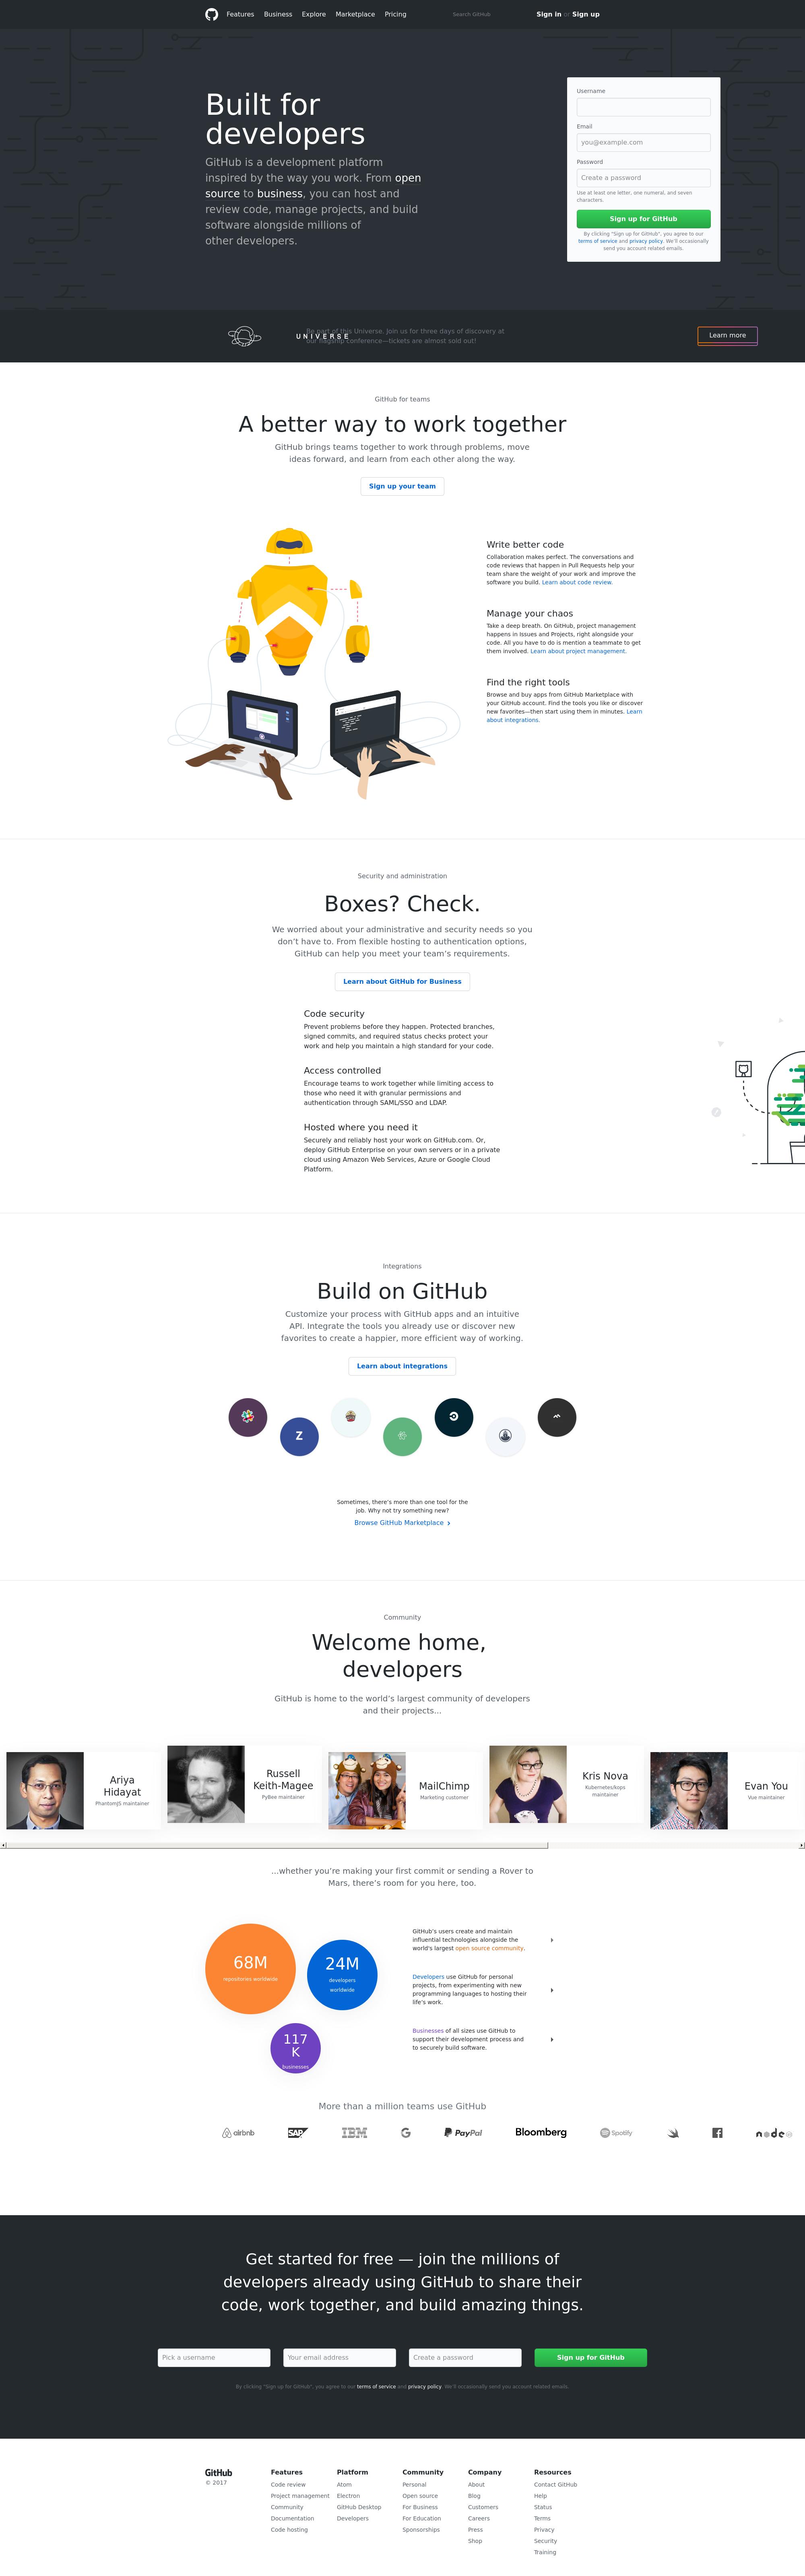 Features Business Explore Marketplace Pricing Search GitHub Sign in or Sign up
Built for
developers
GitHub is a development platform
inspired by the way you work. From open
source to business, you can host and
review code, manage projects, and build
software alongside millions of
other developers.
Username
Email
you@example.com
Password
Create a password
Use at least one letter, one numeral, and seven
characters.
Sign up for GitHub
By clicking "Sign up for GitHub", you agree to our
terms of service and privacy policy. We'll occasionally
send you account related emails.
UNIVERSE
Be part of this Universe. Join us for three days of discovery at
our flagship conference—tickets are almost sold out!
Learn more
GitHub for teams
A better way to work together
GitHub brings teams together to work through problems, move
ideas forward, and learn from each other along the way.
Sign up your team
Write better code
Collaboration makes perfect. The conversations and
code reviews that happen in Pull Requests help your
team share the weight of your work and improve the
software you build. Learn about code review.
Manage your chaos
Take a deep breath. On GitHub, project management
happens in Issues and Projects, right alongside your
code. All you have to do is mention a teammate to get
them involved. Learn about project management.
Find the right tools
Browse and buy apps from GitHub Marketplace with
your GitHub account. Find the tools you like or discover
new favorites—then start using them in minutes. Learn
about integrations.
Security and administration
Boxes? Check.
We worried about your administrative and security needs so you
don't have to. From flexible hosting to authentication options,
GitHub can help you meet your team's requirements.
Learn about GitHub for Business
Code security
Prevent problems before they happen. Protected branches,
signed commits, and required status checks protect your
work and help you maintain a high standard for your code.
Access controlled
Encourage teams to work together while limiting access to
those who need it with granular permissions and
authentication through SAML/SSO and LDAP.
Hosted where you need it
Securely and reliably host your work on GitHub.com. Or,
deploy GitHub Enterprise on your own servers or in a private
cloud using Amazon Web Services, Azure or Google Cloud
Platform.
Integrations
Build on GitHub
Customize your process with GitHub apps and an intuitive
API. Integrate the tools you already use or discover new
favorites to create a happier, more efficient way of working.
Learn about integrations
Z
Sometimes, there's more than one tool for the
job. Why not try something new?
Browse GitHub Marketplace
Community
Welcome home,
developers
GitHub is home to the world's largest community of developers
and their projects...
Ariya
Hidayat
PhantomJS maintainer
Russell
Keith-Magee
PyBee maintainer
MailChimp
Marketing customer
Kris Nova
Kubernetes/kops
maintainer
Evan You
Vue maintainer
...whether you're making your first commit or sending a Rover to
Mars, there's room for you here, too.
68M
repositories worldwide
24M
developers
worldwide
117
K
businesses
GitHub's users create and maintain
influential technologies alongside the
world's largest open source community.
Developers use GitHub for personal
projects, from experimenting with new
programming languages to hosting their
life's work.
Businesses of all sizes use GitHub to
support their development process and
to securely build software.
More than a million teams use GitHub
airbnb SAP IBM G PayPal Bloomberg Spotify node
Get started for free — join the millions of
developers already using GitHub to share their
code, work together, and build amazing things.
Pick a username Your email address Create a password Sign up for GitHub
By clicking "Sign up for GitHub", you agree to our terms of service and privacy policy. We'll occasionally send you account related emails.
GitHub
© 2017
Features
Code review
Project management
Community
Documentation
Code hosting
Platform
Atom
Electron
GitHub Desktop
Developers
Community
Personal
Open source
For Business
For Education
Sponsorships
Company
About
Blog
Customers
Careers
Press
Shop
Resources
Contact GitHub
Help
Status
Terms
Privacy
Security
Training